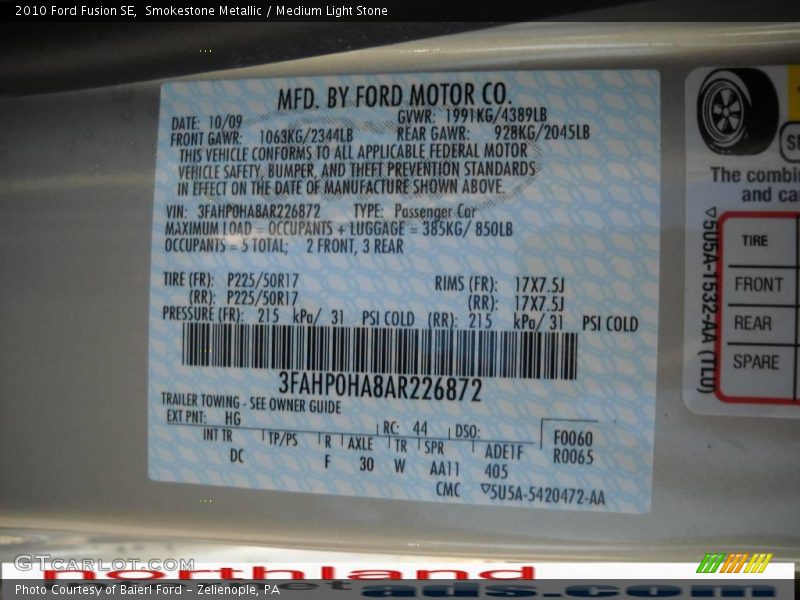 2010 Ford Fusion SE,  Smokestone Metallic / Medium Light Stone
MFD. BY FORD MOTOR CO.
DATE: 10/09 GVWR: 1991KG/4389LB
FRONT GAWR: 1063KG/2344LB REAR GAWR: 928KG/2045LB
THIS VEHICLE CONFORMS TO ALL APPLICABLE FEDERAL MOTOR
VEHICLE SAFETY, BUMPER, AND THEFT PREVENTION STANDARDS
IN EFFECT ON THE DATE OF MANUFACTURE SHOWN ABOVE.
VIN: 3FAHP0HA8AR226872 TYPE: Passenger Car
MAXIMUM LOAD = OCCUPANTS + LUGGAGE = 385KG/ 850LB
OCCUPANTS = 5 TOTAL; 2 FRONT, 3 REAR
TIRE (FR): P225/50R17 RIMS (FR): 17X7.5J
(RR): P225/50R17 (RR): 17X7.5J
PRESSURE (FR): 215 kPa/ 31 PSI COLD (RR): 215 kPa/ 31 PSI COLD
3FAHP0HA8AR226872
TRAILER TOWING - SEE OWNER GUIDE
EXT PNT: HG RC: 44 DSO: F0060
INT TR TP/PS R AXLE TR SPR ADE1F R0065
DC F 30 W AA11 405
CMC ▽5U5A-5420472-AA
The combi
and ca
▽5U5A-1532-AA (TL0)
TIRE
FRONT
REAR
SPARE
GTCarLot.com
northland
ads.com
Photo Courtesy of Baierl Ford - Zelienople, PA